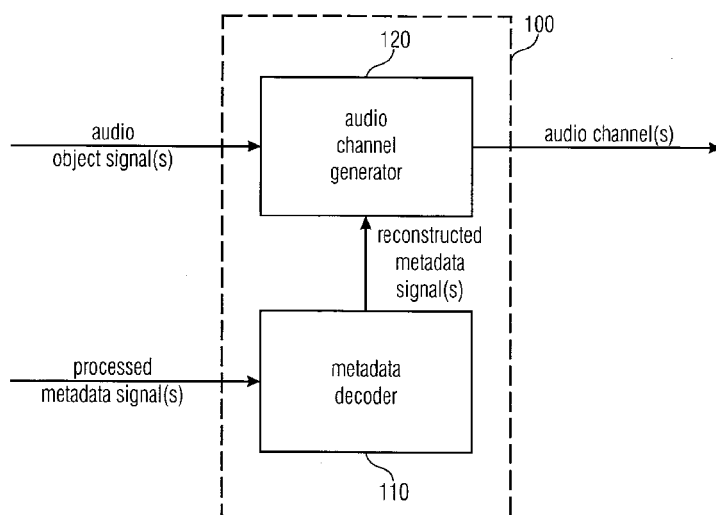 100
120
audio
object signal(s)
audio
channel
generator
audio channel(s)
reconstructed
metadata
signal(s)
processed
metadata signal(s)
metadata
decoder
110